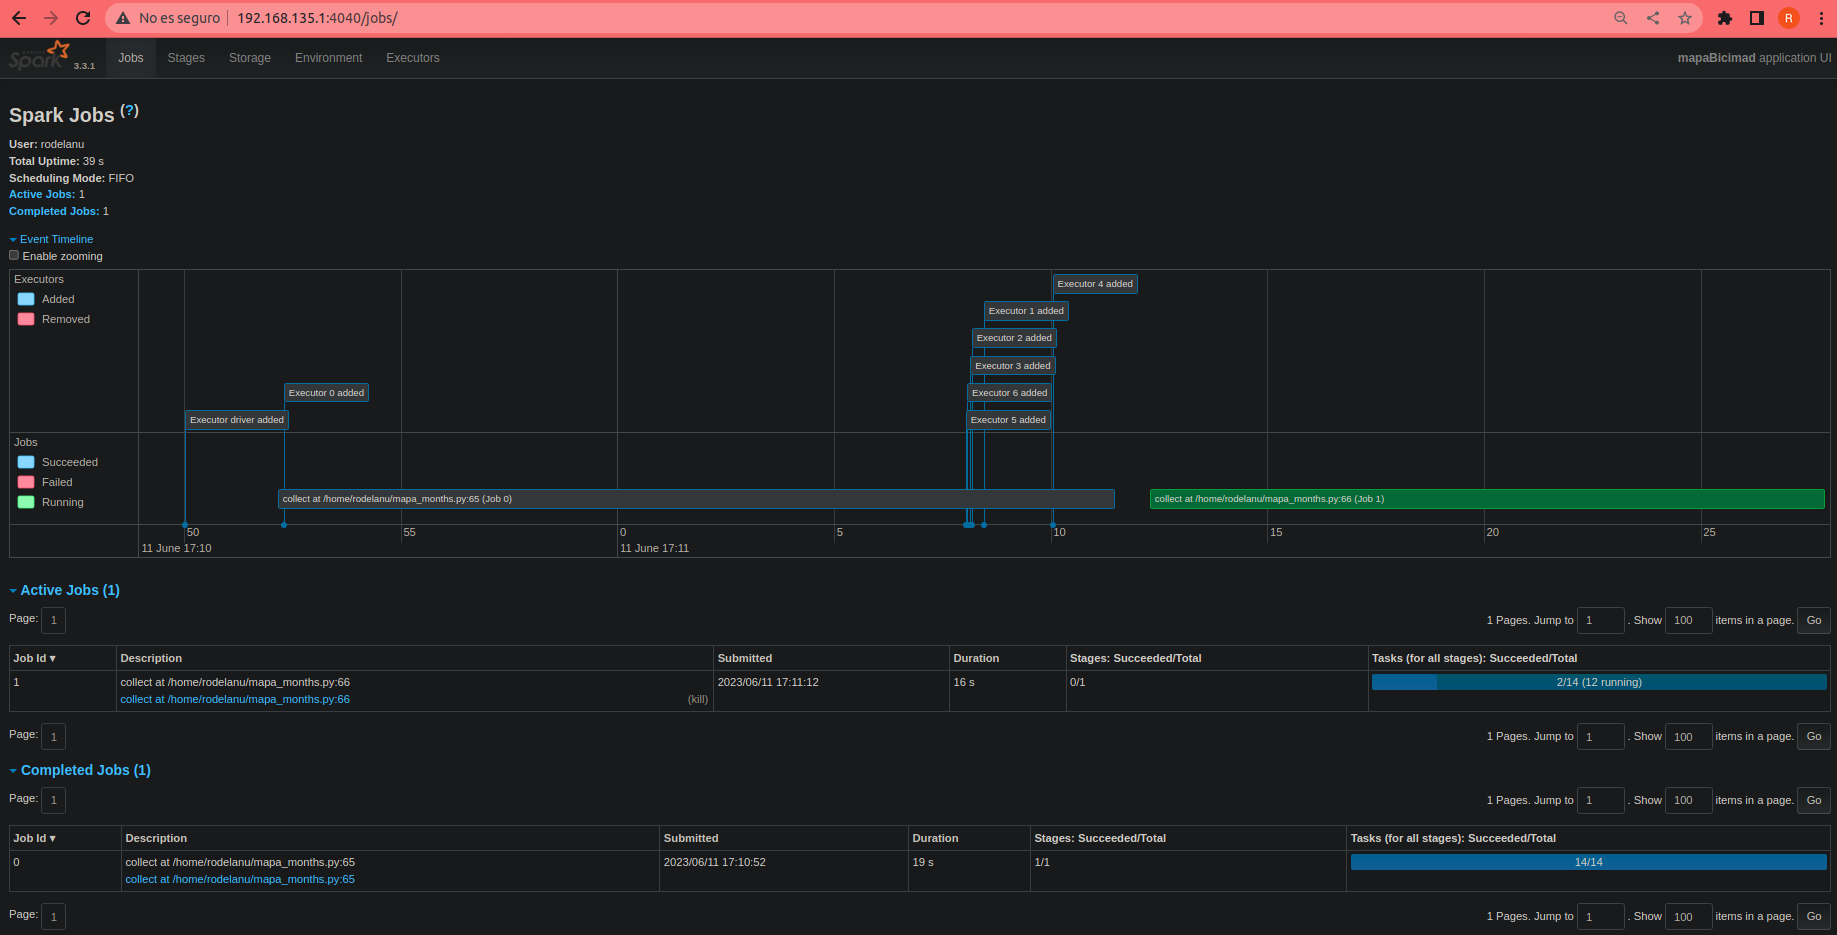 No es seguro 192.168.135.1:4040/jobs/ R
Spark 3.3.1 Jobs Stages Storage Environment Executors mapaBicimad application UI
Spark Jobs (?)
User: rodelanu
Total Uptime: 39 s
Scheduling Mode: FIFO
Active Jobs: 1
Completed Jobs: 1
Event Timeline
Enable zooming
Executors
Added
Removed
Executor 4 added
Executor 1 added
Executor 2 added
Executor 3 added
Executor 0 added
Executor 6 added
Executor driver added
Executor 5 added
Jobs
Succeeded
Failed
Running
collect at /home/rodelanu/mapa_months.py:65 (Job 0)
collect at /home/rodelanu/mapa_months.py:66 (Job 1)
50 55 0 5 10 15 20 25
11 June 17:10 11 June 17:11
Active Jobs (1)
Page: 1 1 Pages. Jump to 1 . Show 100 items in a page. Go
Job Id ▾ Description Submitted Duration Stages: Succeeded/Total Tasks (for all stages): Succeeded/Total
1 collect at /home/rodelanu/mapa_months.py:66 2023/06/11 17:11:12 16 s 0/1 2/14 (12 running)
collect at /home/rodelanu/mapa_months.py:66 (kill)
Page: 1 1 Pages. Jump to 1 . Show 100 items in a page. Go
Completed Jobs (1)
Page: 1 1 Pages. Jump to 1 . Show 100 items in a page. Go
Job Id ▾ Description Submitted Duration Stages: Succeeded/Total Tasks (for all stages): Succeeded/Total
0 collect at /home/rodelanu/mapa_months.py:65 2023/06/11 17:10:52 19 s 1/1 14/14
collect at /home/rodelanu/mapa_months.py:65
Page: 1 1 Pages. Jump to 1 . Show 100 items in a page. Go